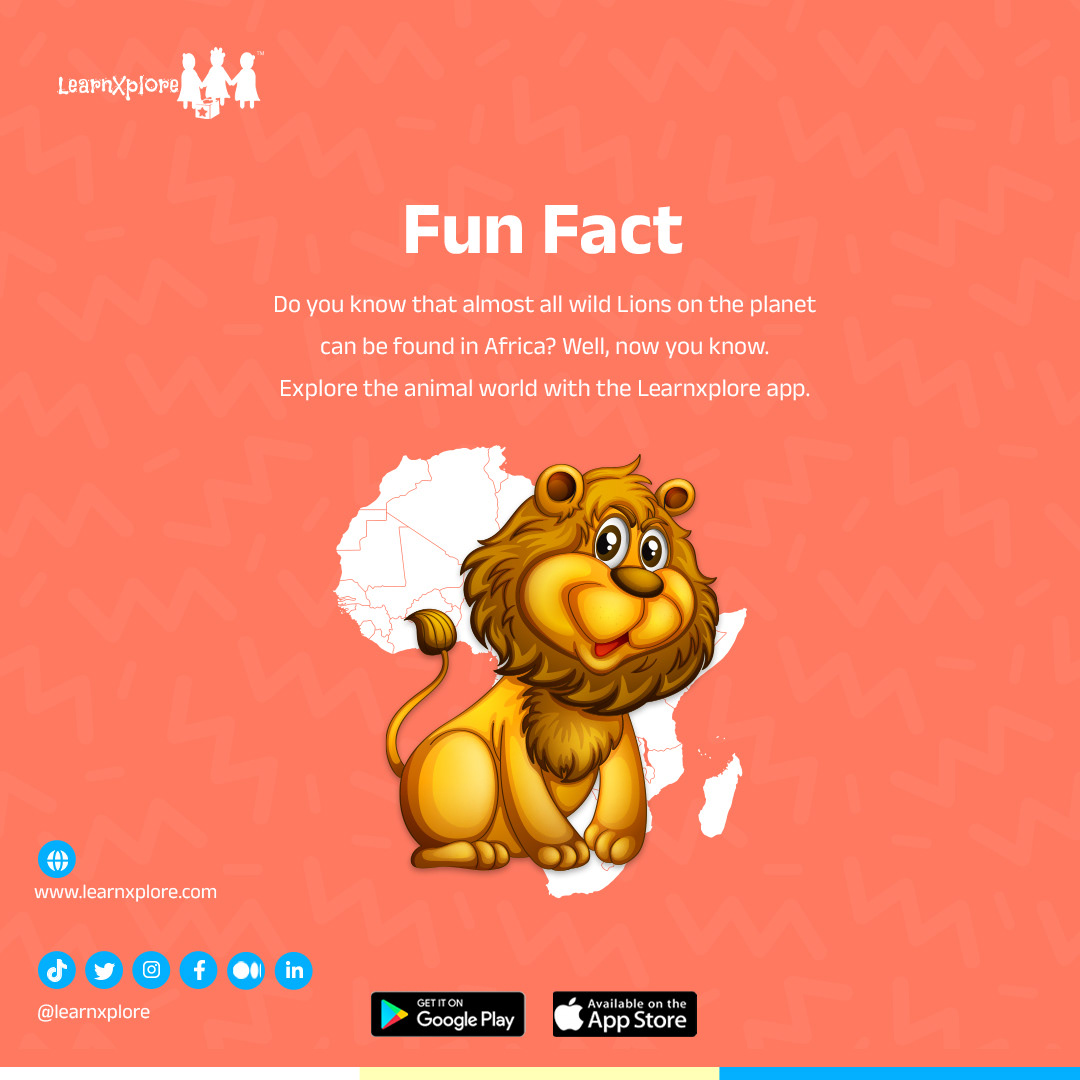 LearnXplore
TM
Fun Fact
Do you know that almost all wild Lions on the planet
can be found in Africa? Well, now you know.
Explore the animal world with the Learnxplore app.
www.learnxplore.com
@learnxplore
GET IT ON
Google Play
Available on the
App Store